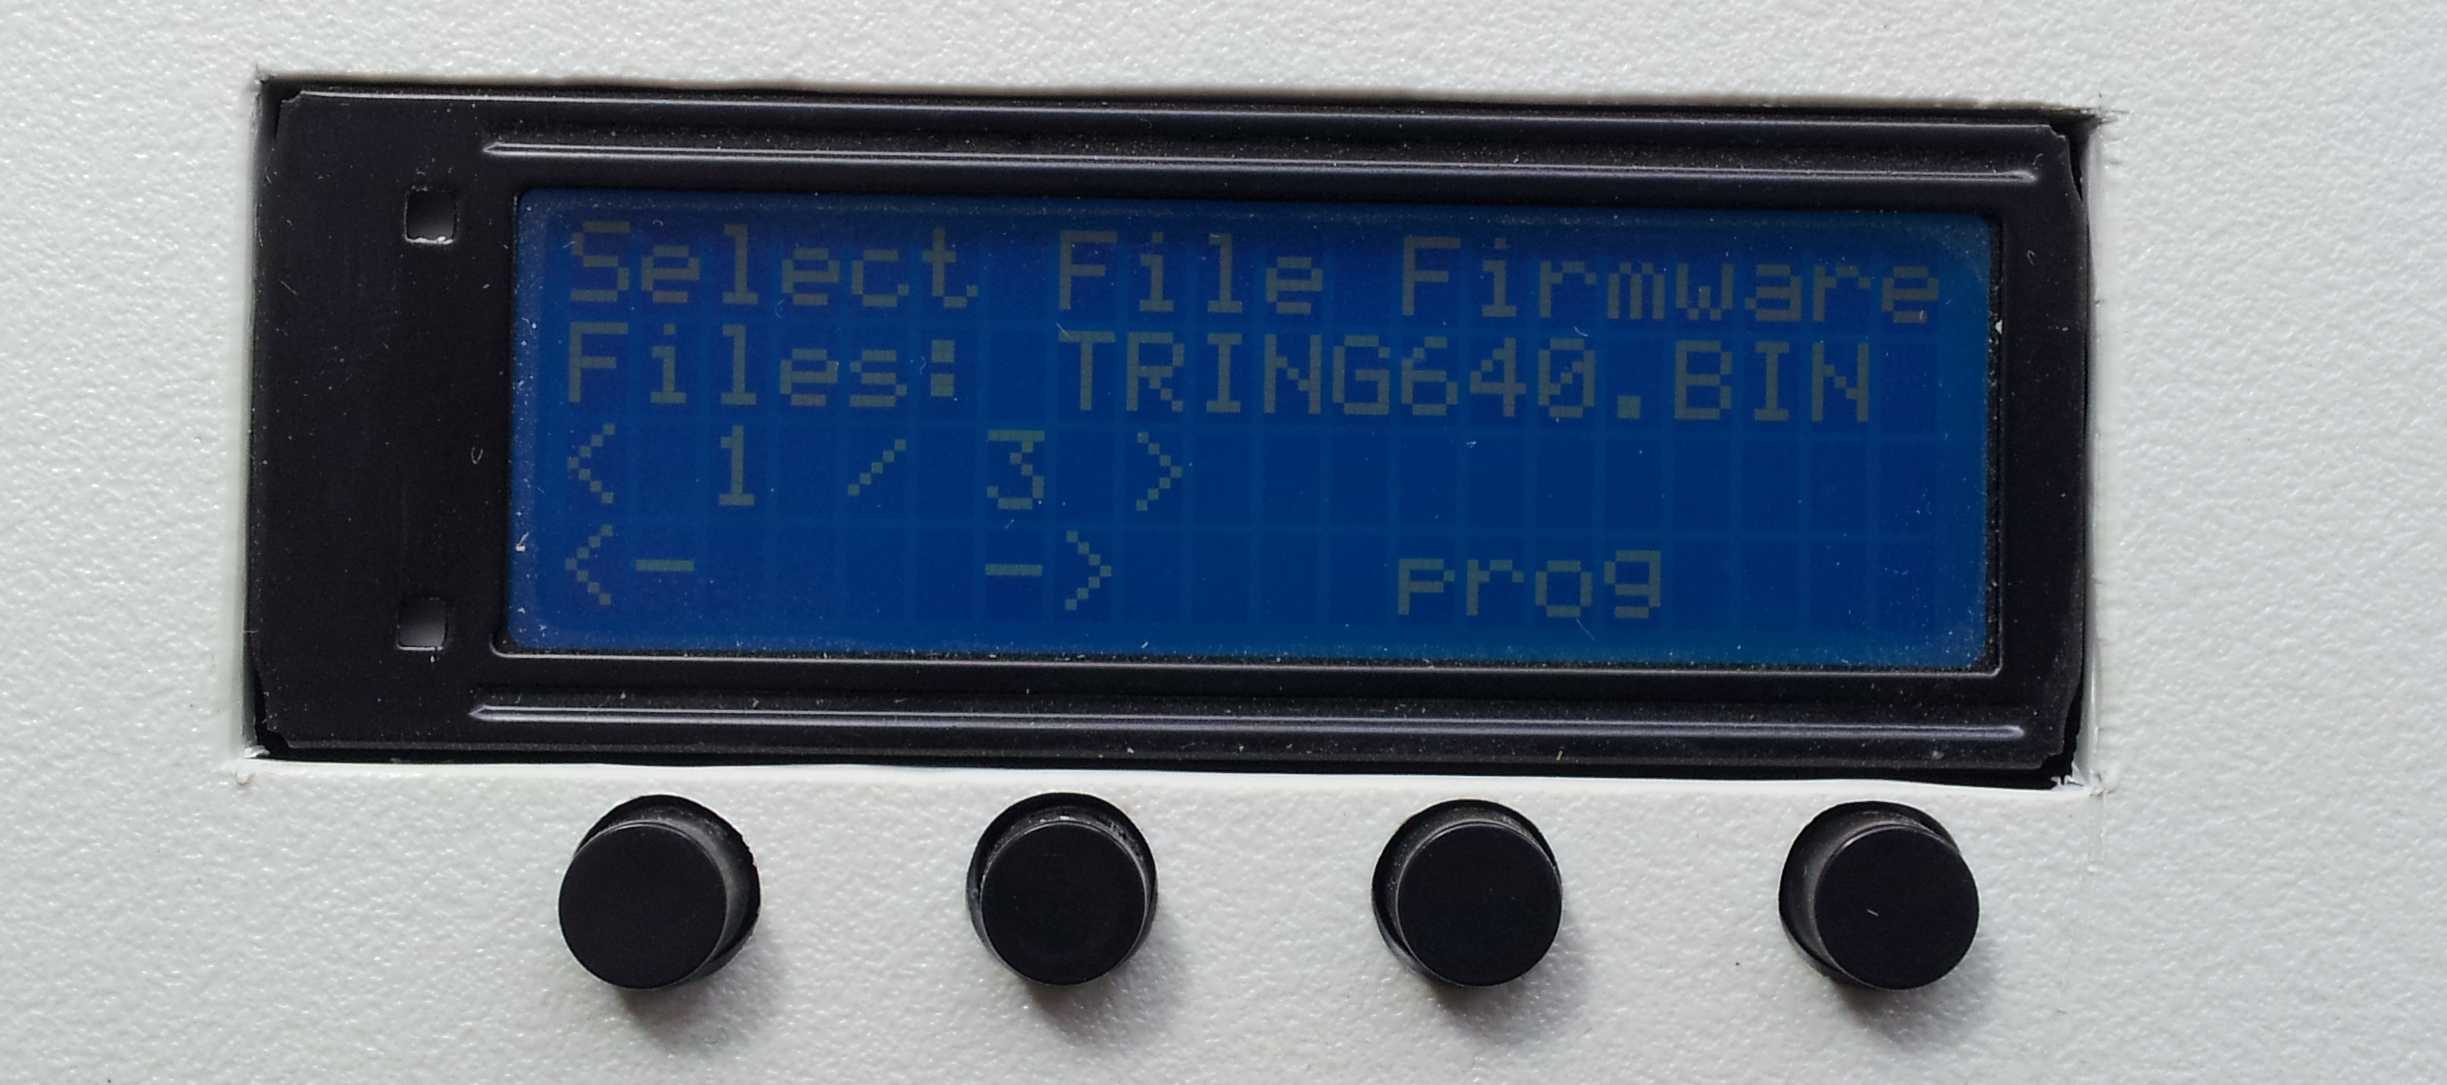 Select File Firmware
Files: TRING640.BIN
< 1 / 3 >
<- -> prog